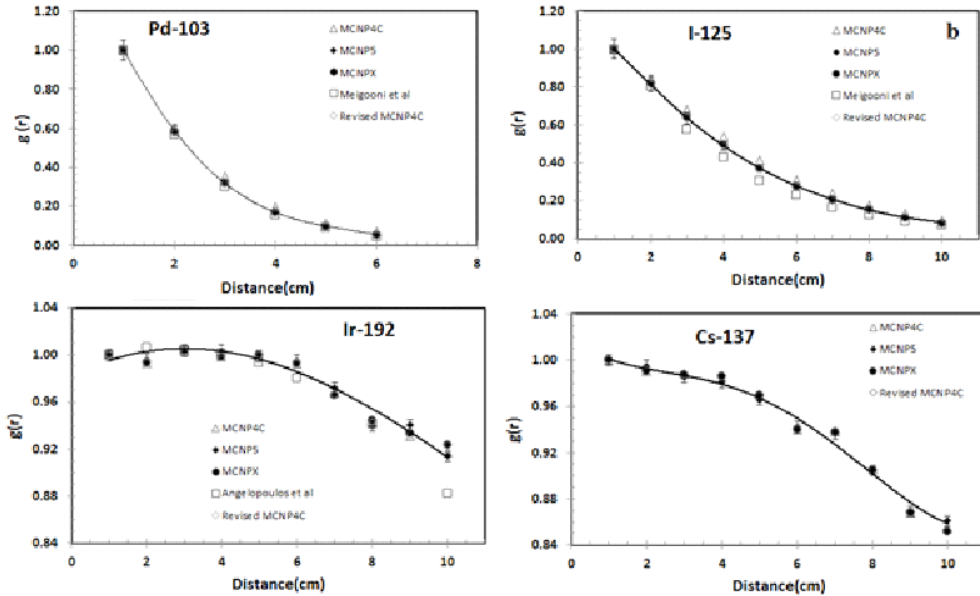 Pd-103
MCNP4C
MCNP5
MCNPX
Meigooni et al
Revised MCNP4C
g (r)
1.00
0.80
0.60
0.40
0.20
0.00
0 2 4 6 8
Distance(cm)
I-125
b
MCNP4C
MCNP5
MCNPX
Meigooni et al
Revised MCNP4C
g(r)
1.00
0.80
0.60
0.40
0.20
0.00
0 2 4 6 8 10
Distance(cm)
Ir-192
MCNP4C
MCNP5
MCNPX
Angelopoulos et al
Revised MCNP4C
g(r)
1.04
1.00
0.96
0.92
0.88
0.84
0 2 4 6 8 10
Distance(cm)
Cs-137
MCNP4C
MCNP5
MCNPX
Revised MCNP4C
g(r)
1.04
1.00
0.96
0.92
0.88
0.84
0 2 4 6 8 10
Distance(cm)